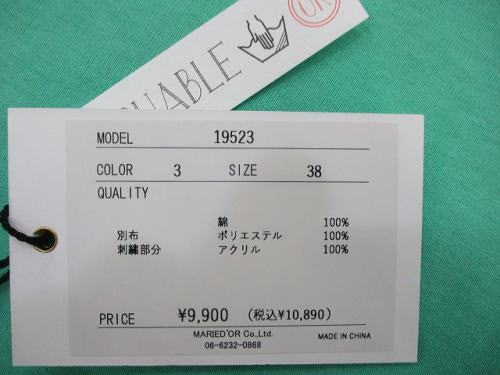 OK
UABLE
MODEL 19523
COLOR 3 SIZE 38
QUALITY
綿 100%
別布 ポリエステル 100%
刺繍部分 アクリル 100%
PRICE ¥9,900 (税込¥10,890)
MARIED'OR Co.,Ltd. MADE IN CHINA
06-6232-0868